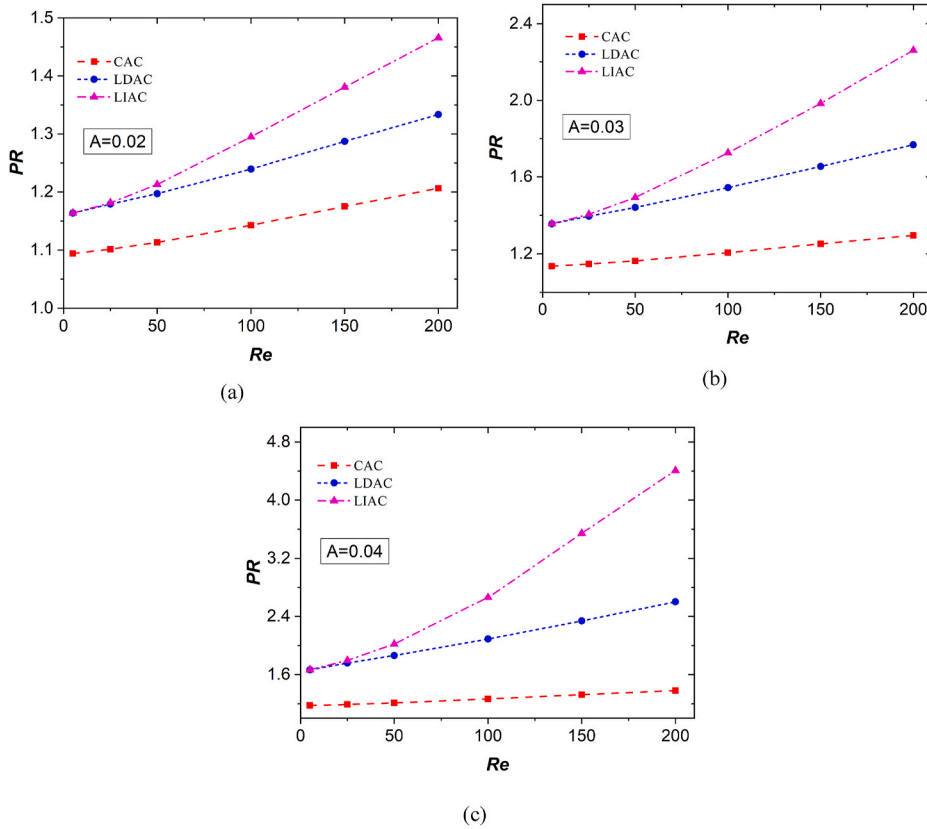 1.5
1.4
1.3
1.2
1.1
1.0
PR
CAC
LDAC
LIAC
A=0.02
0 50 100 150 200
Re
(a)
2.4
2.0
1.6
1.2
PR
CAC
LDAC
LIAC
A=0.03
0 50 100 150 200
Re
(b)
4.8
4.0
3.2
2.4
1.6
PR
CAC
LDAC
LIAC
A=0.04
0 50 100 150 200
Re
(c)